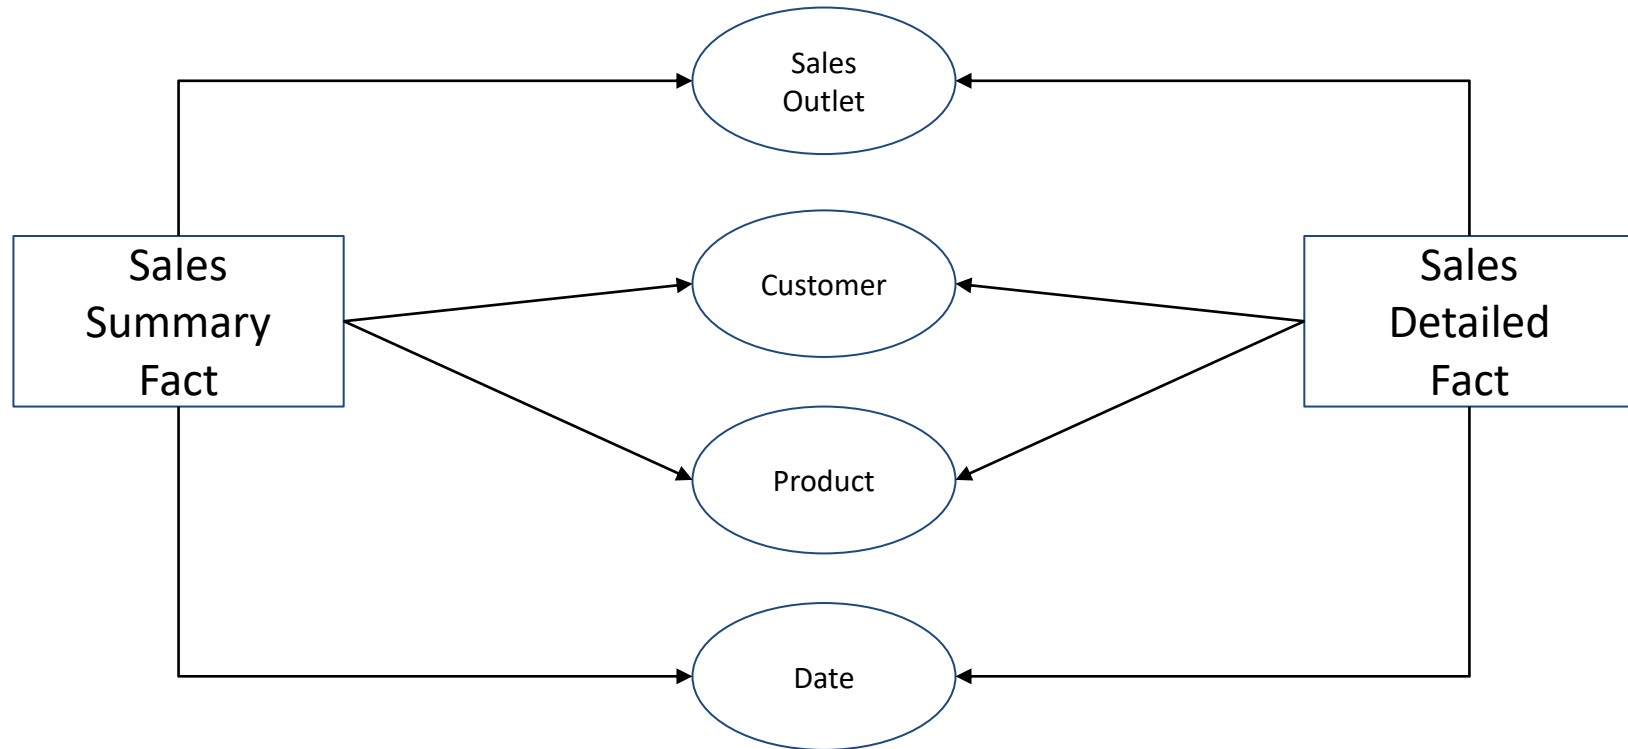 Sales
Outlet
Sales
Summary
Fact
Customer
Sales
Detailed
Fact
Product
Date